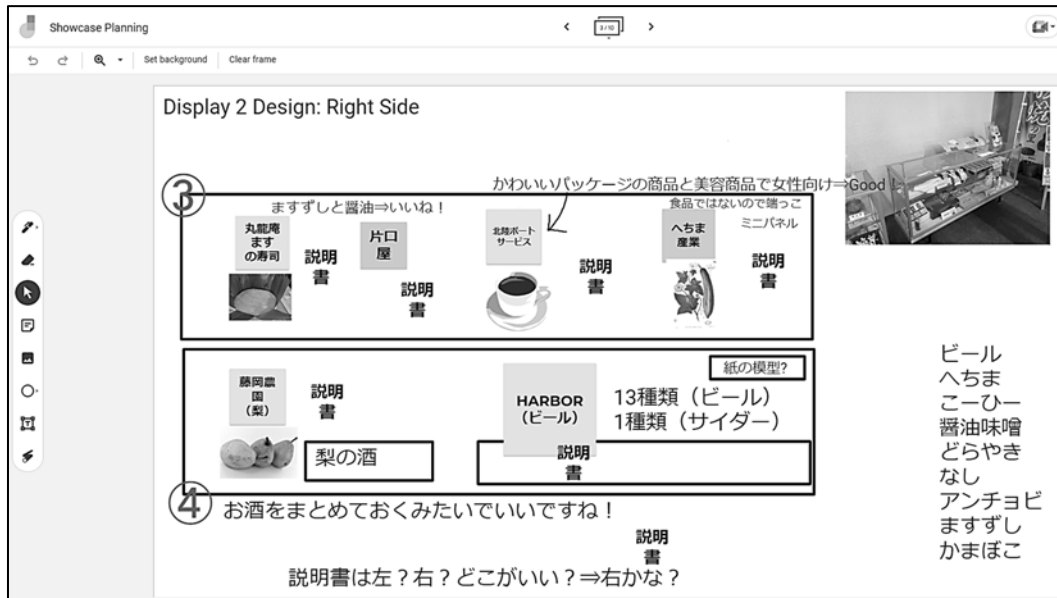 Showcase Planning
3/10
Set background
Clear frame
Display 2 Design: Right Side
かわいいパッケージの商品と美容商品で女性向け⇒Good!
③
ますずしと醤油⇒いいね！
食品ではないので端っこ
ミニパネル
丸龍庵
ます
の寿司
説明
書
片口
屋
説明
書
北陸ポート
サービス
説明
書
へちま
産業
説明
書
藤岡農
園
（梨）
説明
書
梨の酒
HARBOR
（ビール）
説明
書
紙の模型?
13種類（ビール）
1種類（サイダー）
④
お酒をまとめておくみたいでいいですね！
説明
書
説明書は左？右？どこがいい？⇒右かな？
ビール
へちま
こーひー
醤油味噌
どらやき
なし
アンチョビ
ますずし
かまぼこ